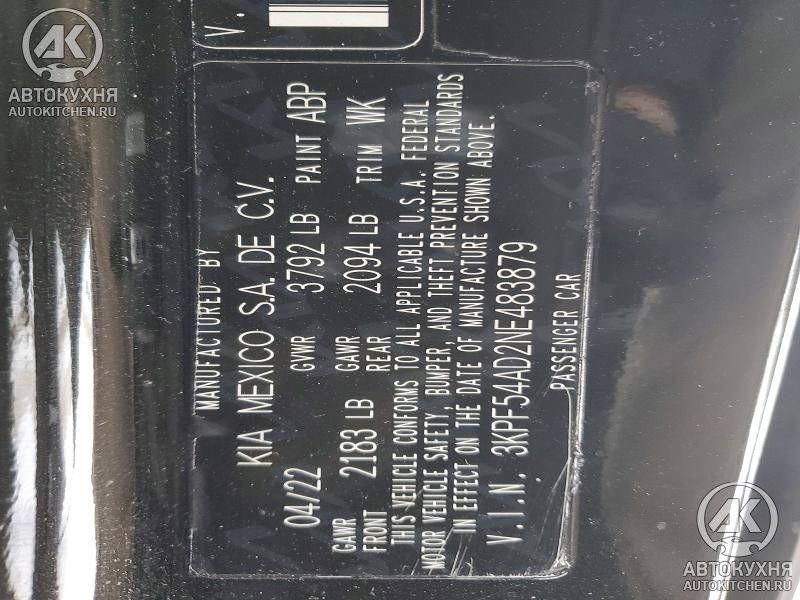 V.
MANUFACTURED BY
KIA MEXICO S.A. DE C.V.
04/22 GVWR 3792 LB PAINT ABP
GAWR FRONT 2183 LB GAWR REAR 2094 LB TRIM WK
THIS VEHICLE CONFORMS TO ALL APPLICABLE U.S.A. FEDERAL
MOTOR VEHICLE SAFETY, BUMPER, AND THEFT PREVENTION STANDARDS
IN EFFECT ON THE DATE OF MANUFACTURE SHOWN ABOVE.
V.I.N. 3KPF54AD2NE483879
PASSENGER CAR
АК
АВТОКУХНЯ
AUTOKITCHEN.RU
АК
АВТОКУХНЯ
AUTOKITCHEN.RU